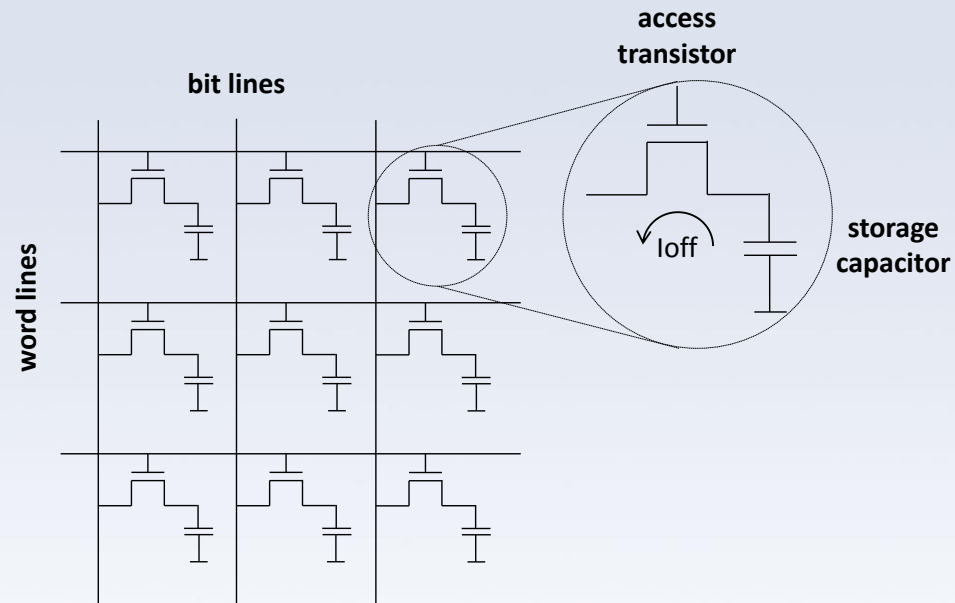 access
transistor
bit lines
word lines
Ioff
storage
capacitor